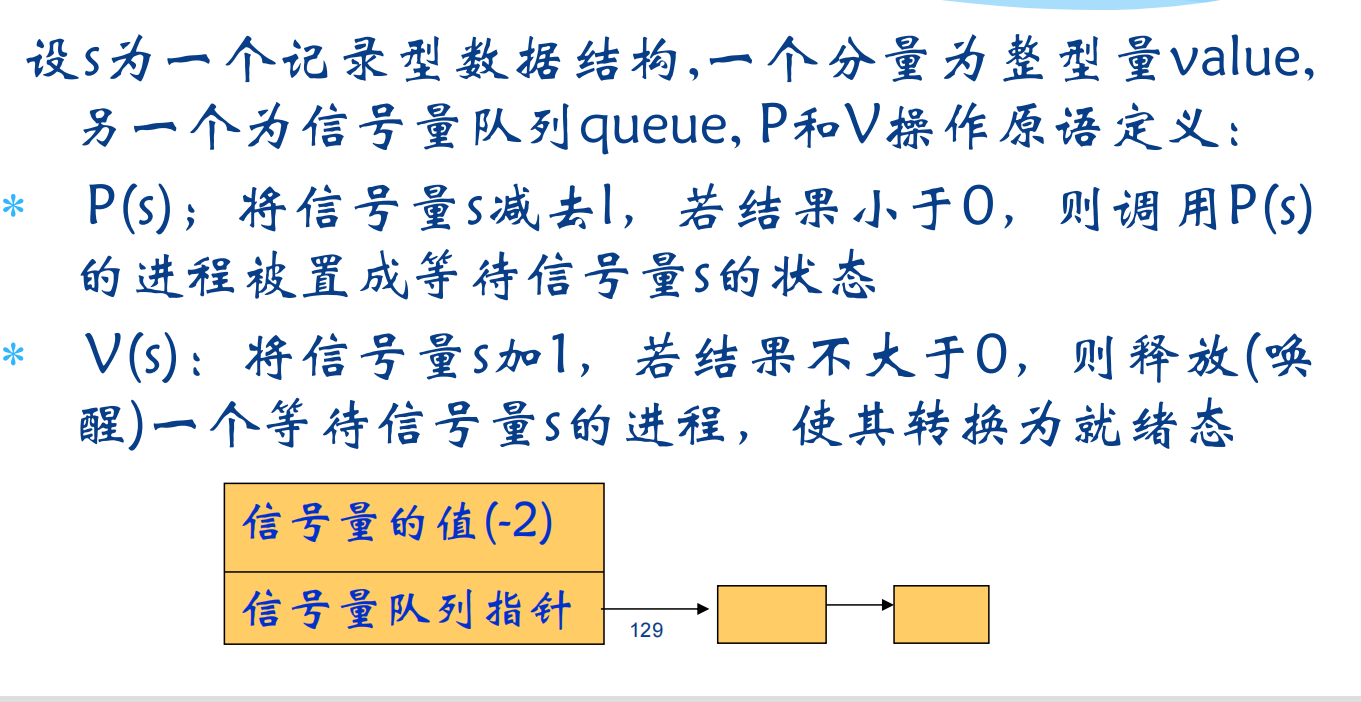 设s为一个记录型数据结构,一个分量为整型量value,
另一个为信号量队列queue, P和V操作原语定义：
* P(s)；将信号量s减去1，若结果小于0，则调用P(s)
的进程被置成等待信号量s的状态
* V(s)：将信号量s加1，若结果不大于0，则释放(唤
醒)一个等待信号量s的进程，使其转换为就绪态
信号量的值(-2)
信号量队列指针
129